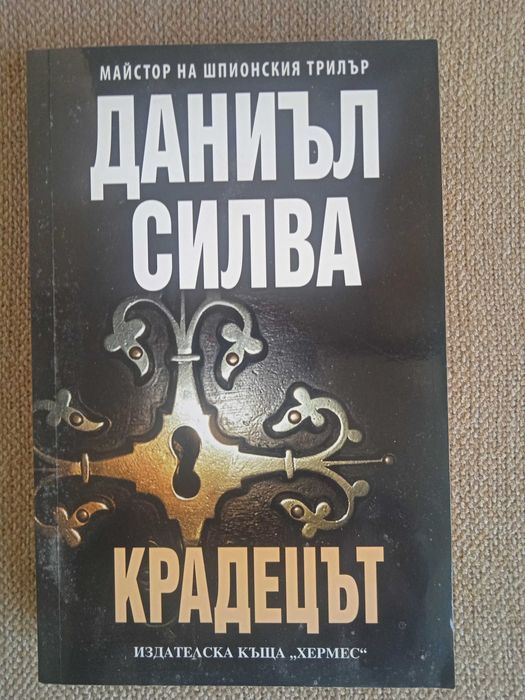 МАЙСТОР НА ШПИОНСКИЯ ТРИЛЪР
ДАНИЪЛ
СИЛВА
КРАДЕЦЪТ
ИЗДАТЕЛСКА КЪЩА „ХЕРМЕС“